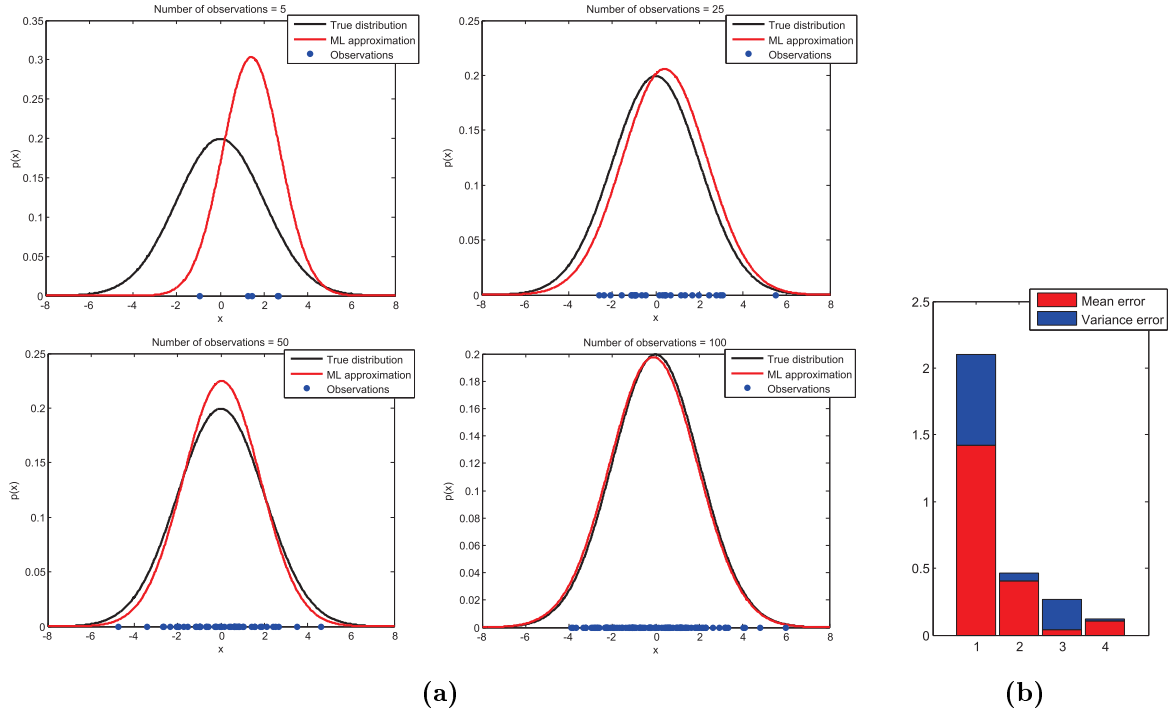 Number of observations = 5
True distribution
ML approximation
Observations
0.35
0.3
0.25
0.2
0.15
0.1
0.05
0
p(x)
-8 -6 -4 -2 0 2 4 6 8
x
Number of observations = 25
True distribution
ML approximation
Observations
0.25
0.2
0.15
0.1
0.05
0
p(x)
-8 -6 -4 -2 0 2 4 6 8
x
Number of observations = 50
True distribution
ML approximation
Observations
0.25
0.2
0.15
0.1
0.05
0
p(x)
-8 -6 -4 -2 0 2 4 6 8
x
Number of observations = 100
True distribution
ML approximation
Observations
0.2
0.18
0.16
0.14
0.12
0.1
0.08
0.06
0.04
0.02
0
p(x)
-8 -6 -4 -2 0 2 4 6 8
x
(a)
Mean error
Variance error
2.5
2
1.5
1
0.5
0
1 2 3 4
(b)